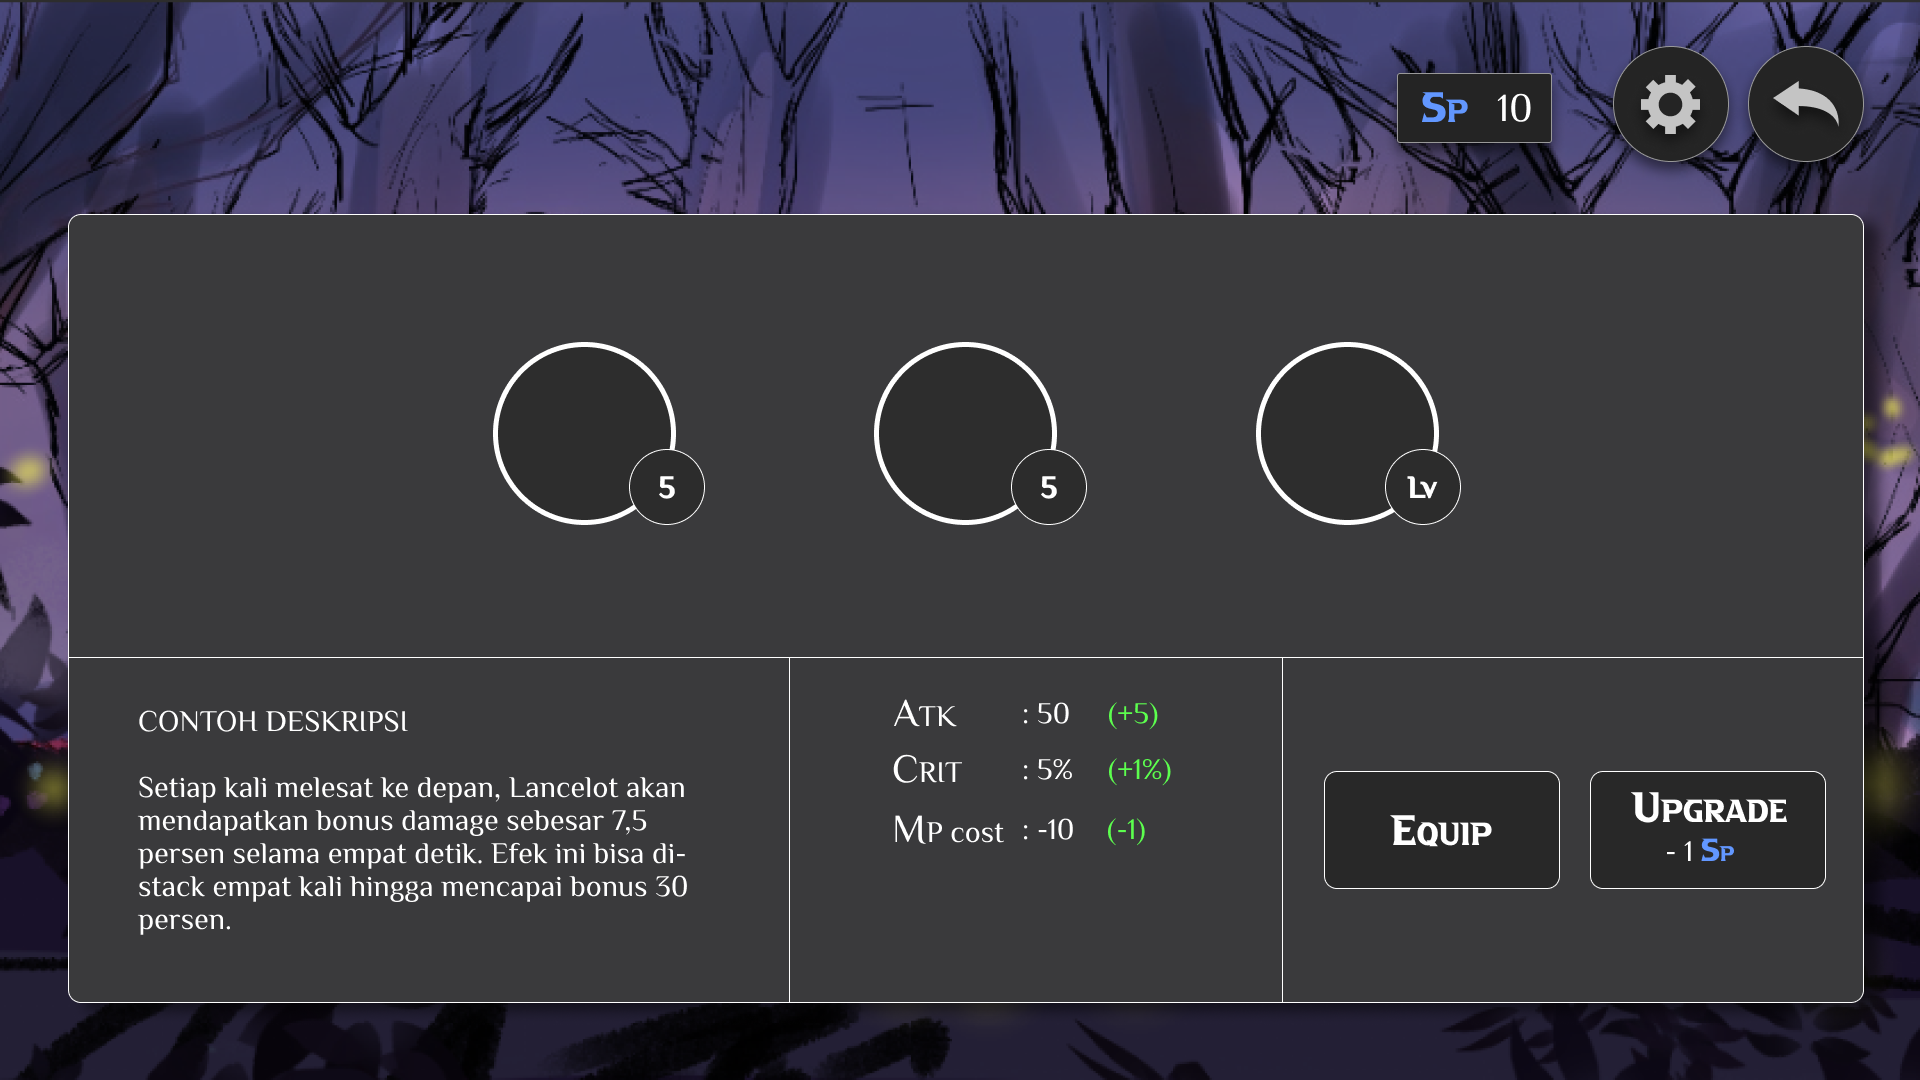 SP 10
5
5
Lv
CONTOH DESKRIPSI
Setiap kali melesat ke depan, Lancelot akan
mendapatkan bonus damage sebesar 7,5
persen selama empat detik. Efek ini bisa di-
stack empat kali hingga mencapai bonus 30
persen.
ATK : 50 (+5)
CRIT : 5% (+1%)
MP cost : -10 (-1)
EQUIP
UPGRADE
- 1 SP